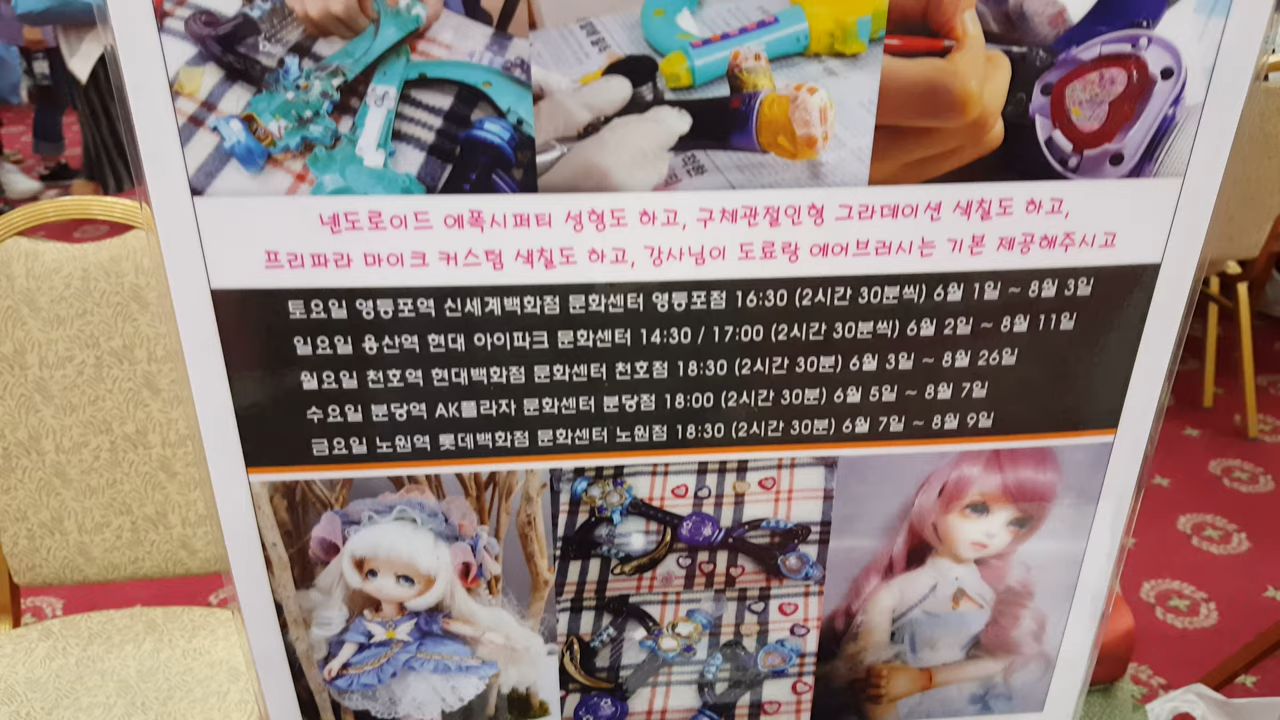 넨도로이드 에폭시퍼티 성형도 하고, 구체관절인형 그라데이션 색칠도 하고,
프리파라 마이크 커스텀 색칠도 하고, 강사님이 도료랑 에어브러시는 기본 제공해주시고
토요일 영등포역 신세계백화점 문화센터 영등포점 16:30 (2시간 30분씩) 6월 1일 ~ 8월 3일
일요일 용산역 현대 아이파크 문화센터 14:30 / 17:00 (2시간 30분씩) 6월 2일 ~ 8월 11일
월요일 천호역 현대백화점 문화센터 천호점 18:30 (2시간 30분) 6월 3일 ~ 8월 26일
수요일 분당역 AK플라자 문화센터 분당점 18:00 (2시간 30분) 6월 5일 ~ 8월 7일
금요일 노원역 롯데백화점 문화센터 노원점 18:30 (2시간 30분) 6월 7일 ~ 8월 9일